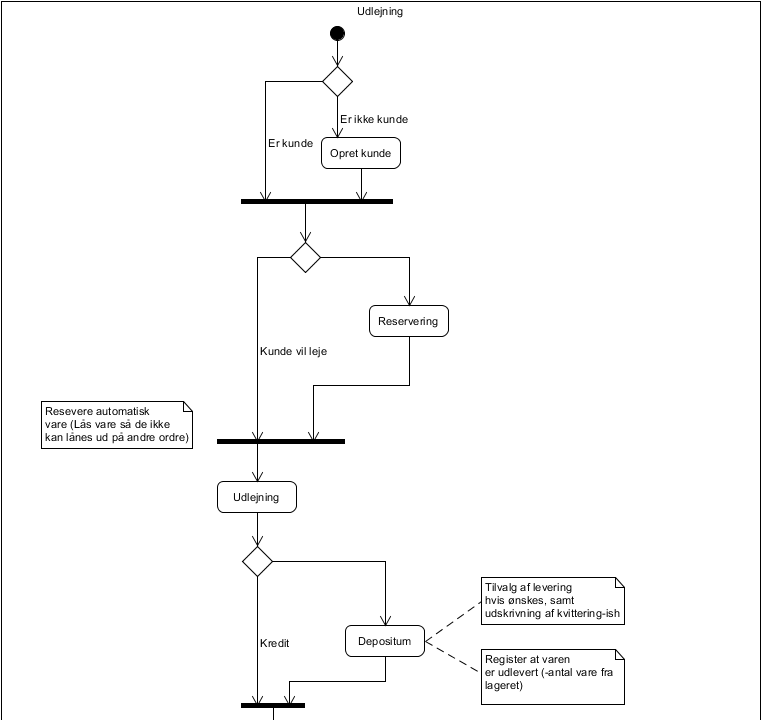 Udlejning
Er ikke kunde
Er kunde
Opret kunde
Reservering
Kunde vil leje
Resevere automatisk
vare (Lås vare så de ikke
kan lånes ud på andre ordre)
Udlejning
Tilvalg af levering
hvis ønskes, samt
udskrivning af kvittering-ish
Kredit
Depositum
Register at varen
er udlevert (-antal vare fra
lageret)